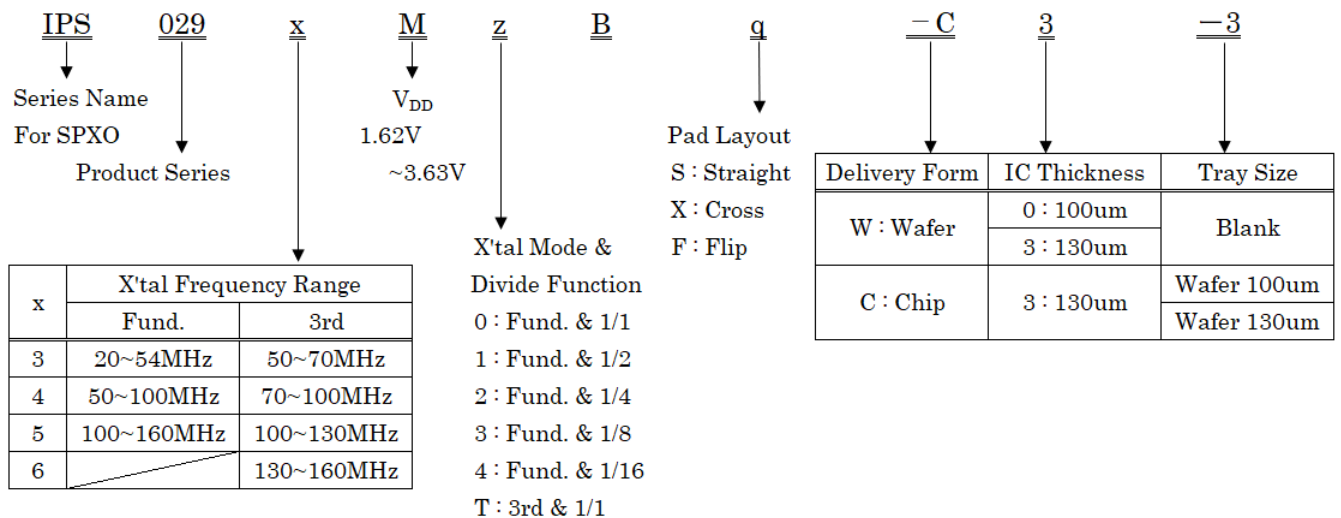 IPS 029 x M z B q －C 3 －3
Series Name
For SPXO
Product Series
VDD
1.62V
~3.63V
Pad Layout
S：Straight
X：Cross
F：Flip
Delivery Form IC Thickness Tray Size
W：Wafer 0：100um Blank
3：130um
C：Chip 3：130um Wafer 100um
Wafer 130um
x X'tal Frequency Range
Fund. 3rd
3 20~54MHz 50~70MHz
4 50~100MHz 70~100MHz
5 100~160MHz 100~130MHz
6 130~160MHz
X'tal Mode &
Divide Function
0：Fund. & 1/1
1：Fund. & 1/2
2：Fund. & 1/4
3：Fund. & 1/8
4：Fund. & 1/16
T：3rd & 1/1